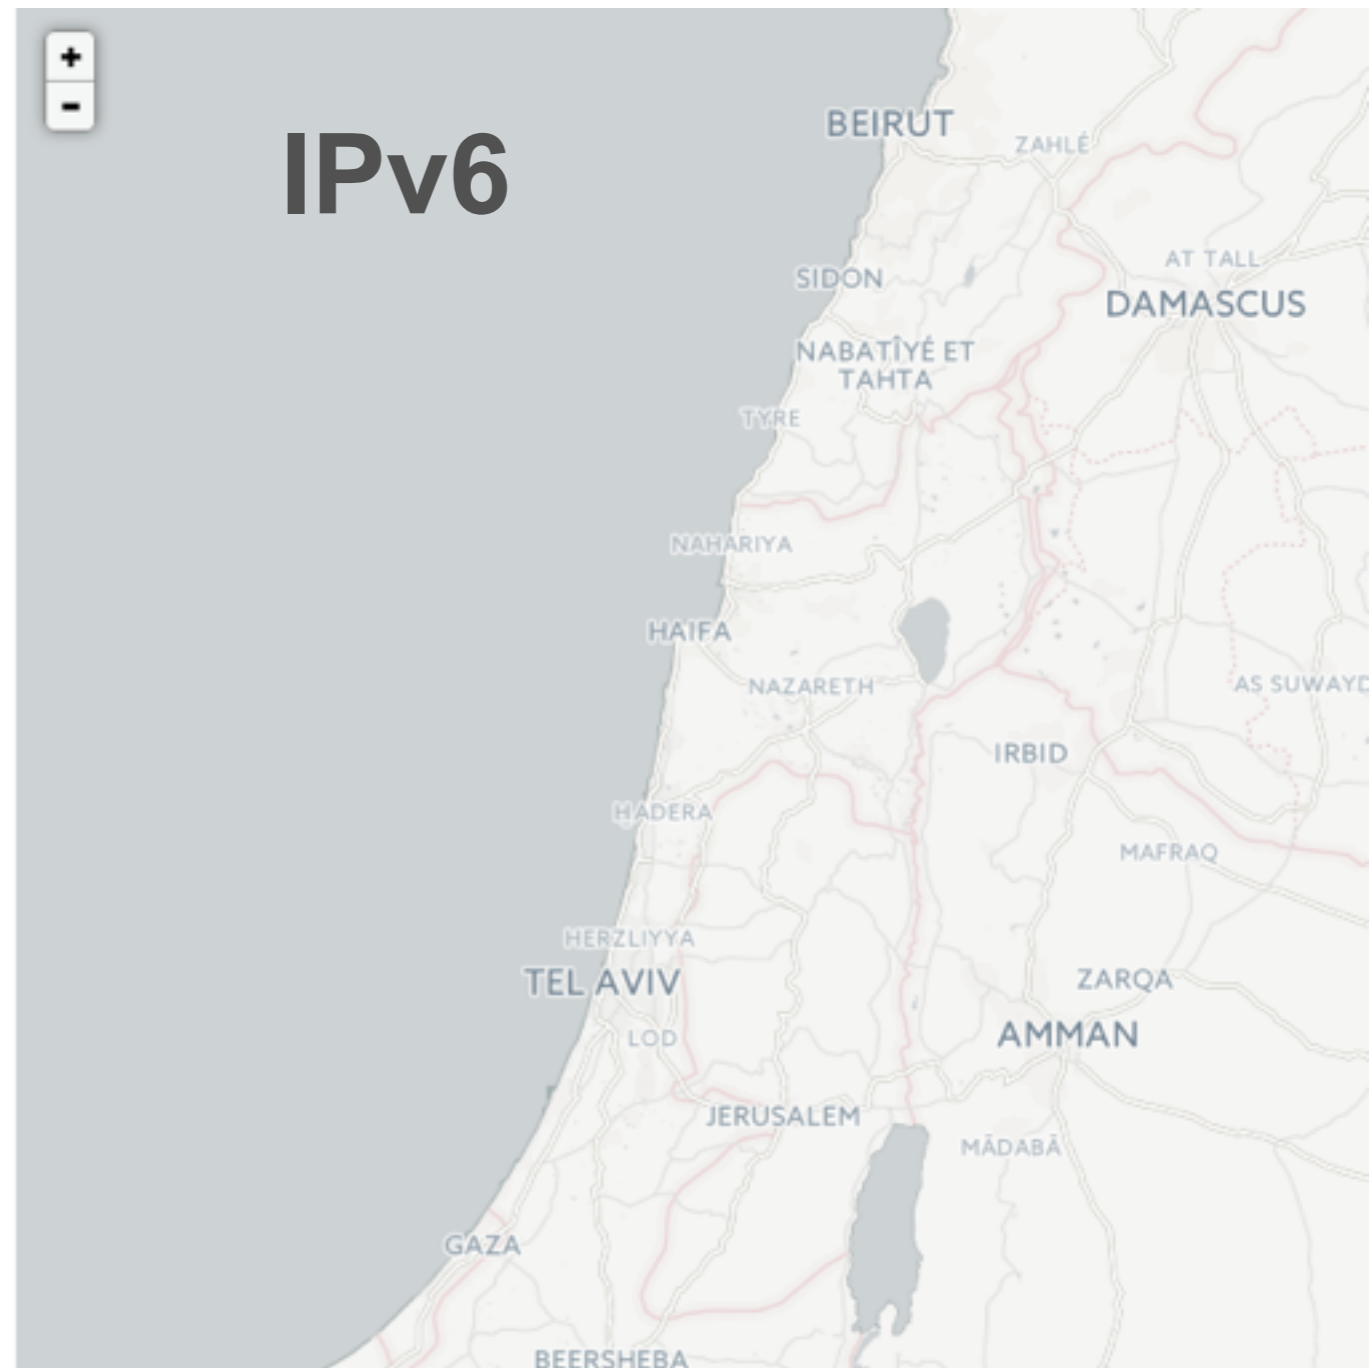 +
-
IPv6
BEIRUT
ZAHLÉ
AT TALL
SIDON
DAMASCUS
NABATÎYÉ ET
TAHTA
TYRE
NAHARIYA
HAIFA
NAZARETH
AS SUWAYD
IRBID
HADERA
MAFRAQ
HERZLIYYA
TEL AVIV
ZARQA
LOD
AMMAN
JERUSALEM
MĀDABĀ
GAZA
BEERSHEBA